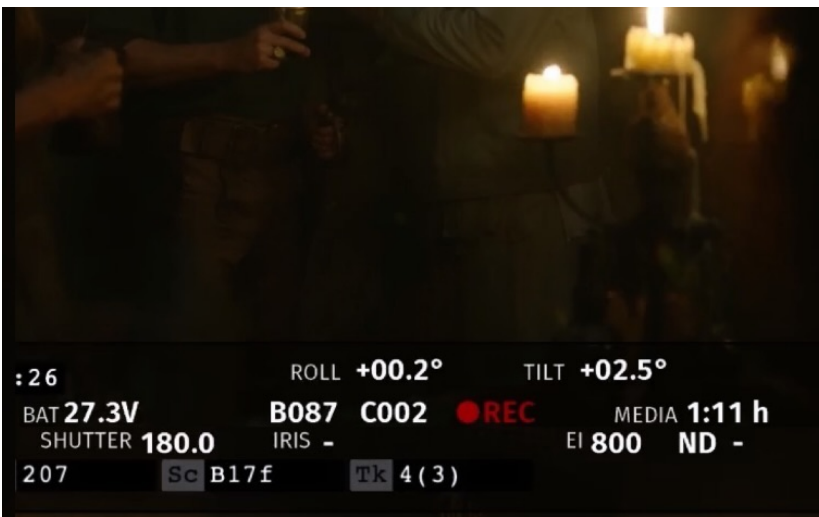 :26 ROLL +00.2° TILT +02.5°
BAT 27.3V B087 C002 ●REC MEDIA 1:11 h
SHUTTER 180.0 IRIS - EI 800 ND -
207 Sc B17f Tk 4(3)